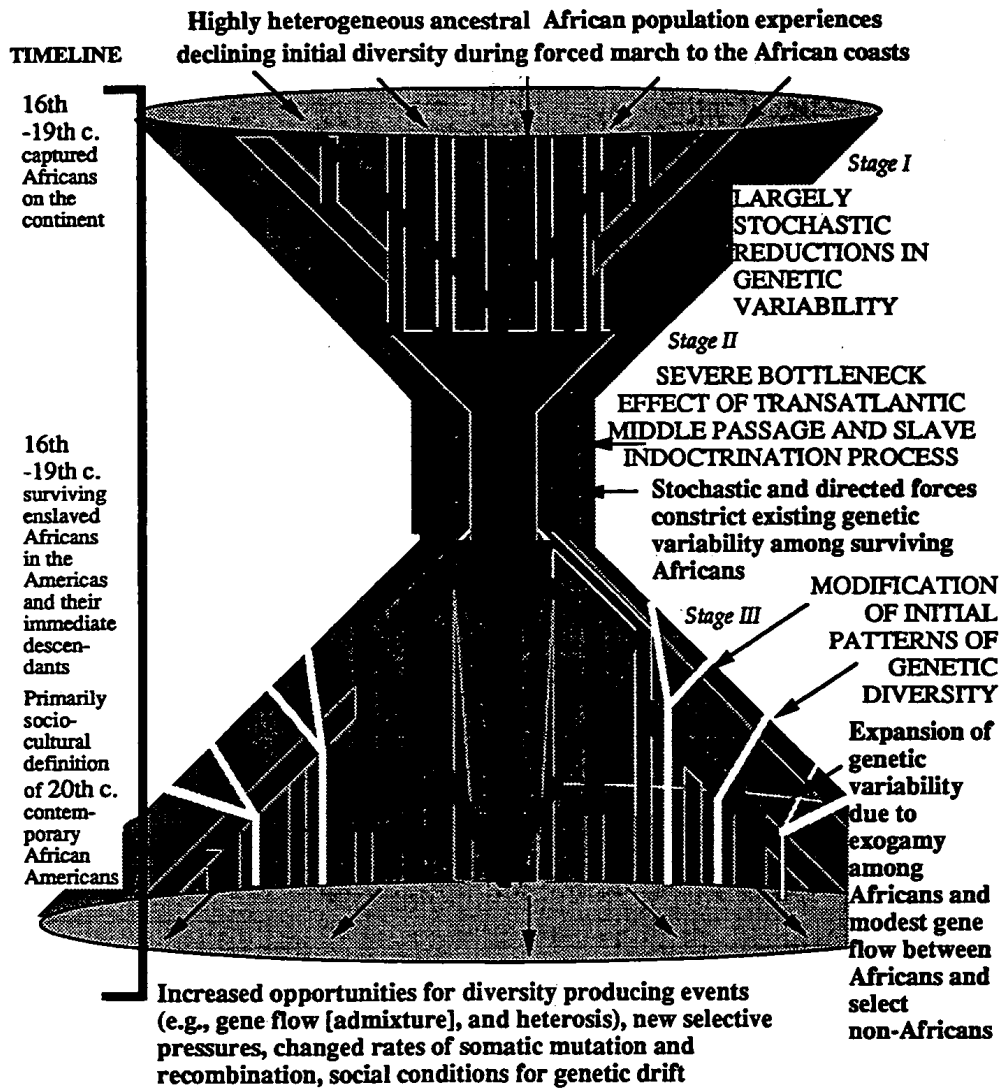 Highly heterogeneous ancestral African population experiences
declining initial diversity during forced march to the African coasts
TIMELINE
16th
-19th c.
captured
Africans
on the
continent
Stage I
LARGELY
STOCHASTIC
REDUCTIONS IN
GENETIC
VARIABILITY
Stage II
SEVERE BOTTLENECK
EFFECT OF TRANSATLANTIC
MIDDLE PASSAGE AND SLAVE
INDOCTRINATION PROCESS
Stochastic and directed forces
constrict existing genetic
variability among surviving
Africans
16th
-19th c.
surviving
enslaved
Africans
in the
Americas
and their
immediate
descen-
dants
Stage III
MODIFICATION
OF INITIAL
PATTERNS OF
GENETIC
DIVERSITY
Primarily
socio-
cultural
definition
of 20th c.
contem-
porary
African
Americans
Expansion of
genetic
variability
due to
exogamy
among
Africans and
modest gene
flow between
Africans and
select
non-Africans
Increased opportunities for diversity producing events
(e.g., gene flow [admixture], and heterosis), new selective
pressures, changed rates of somatic mutation and
recombination, social conditions for genetic drift